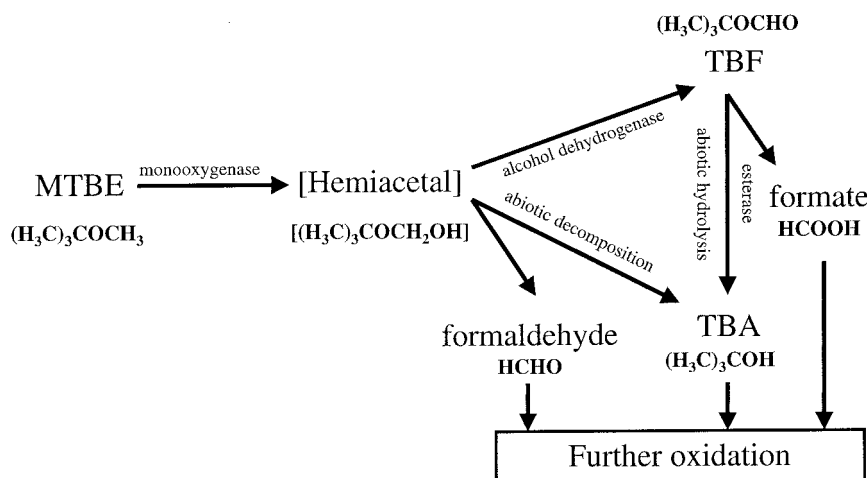 (H₃C)₃COCHO
TBF
alcohol dehydrogenase
abiotic hydrolysis
esterase
monooxygenase
MTBE
[Hemiacetal]
formate
HCOOH
(H₃C)₃COCH₃
[(H₃C)₃COCH₂OH]
abiotic decomposition
formaldehyde
HCHO
TBA
(H₃C)₃COH
Further oxidation